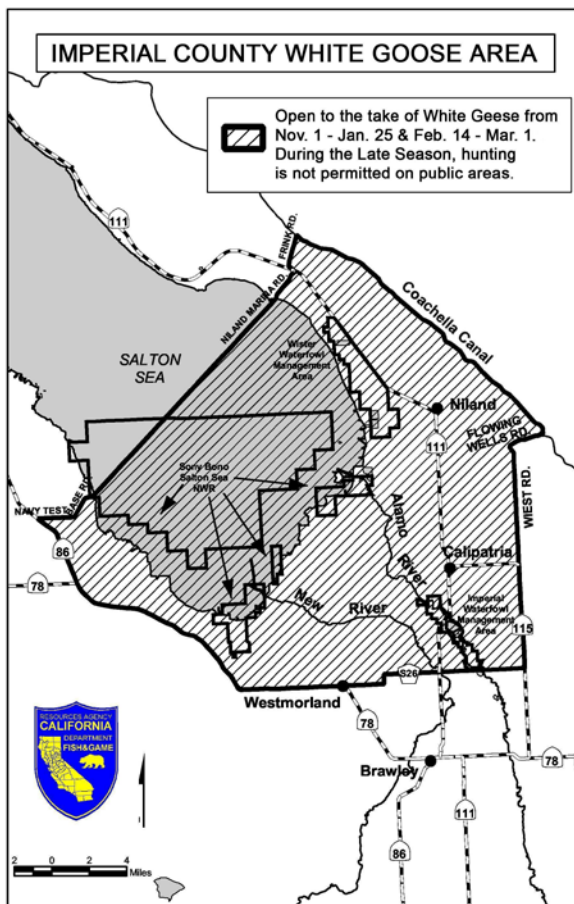 IMPERIAL COUNTY WHITE GOOSE AREA
Open to the take of White Geese from
Nov. 1 - Jan. 25 & Feb. 14 - Mar. 1.
During the Late Season, hunting
is not permitted on public areas.
111
FRINK RD.
NILAND MARINA RD.
Coachella Canal
SALTON
SEA
Wister
Waterfowl
Management
Area
Niland
FLOWING
WELLS RD.
111
Sony Bono
Salton Sea
NWR
NAVY TEST
BASE RD.
WIEST RD.
86
78
Alamo
River
Calipatria
New
River
Imperial
Waterfowl
Management
Area
115
S26
Westmorland
78
Brawley
78
86
111
RESOURCES AGENCY
CALIFORNIA
DEPARTMENT
FISH&GAME
2 0 2 4
Miles